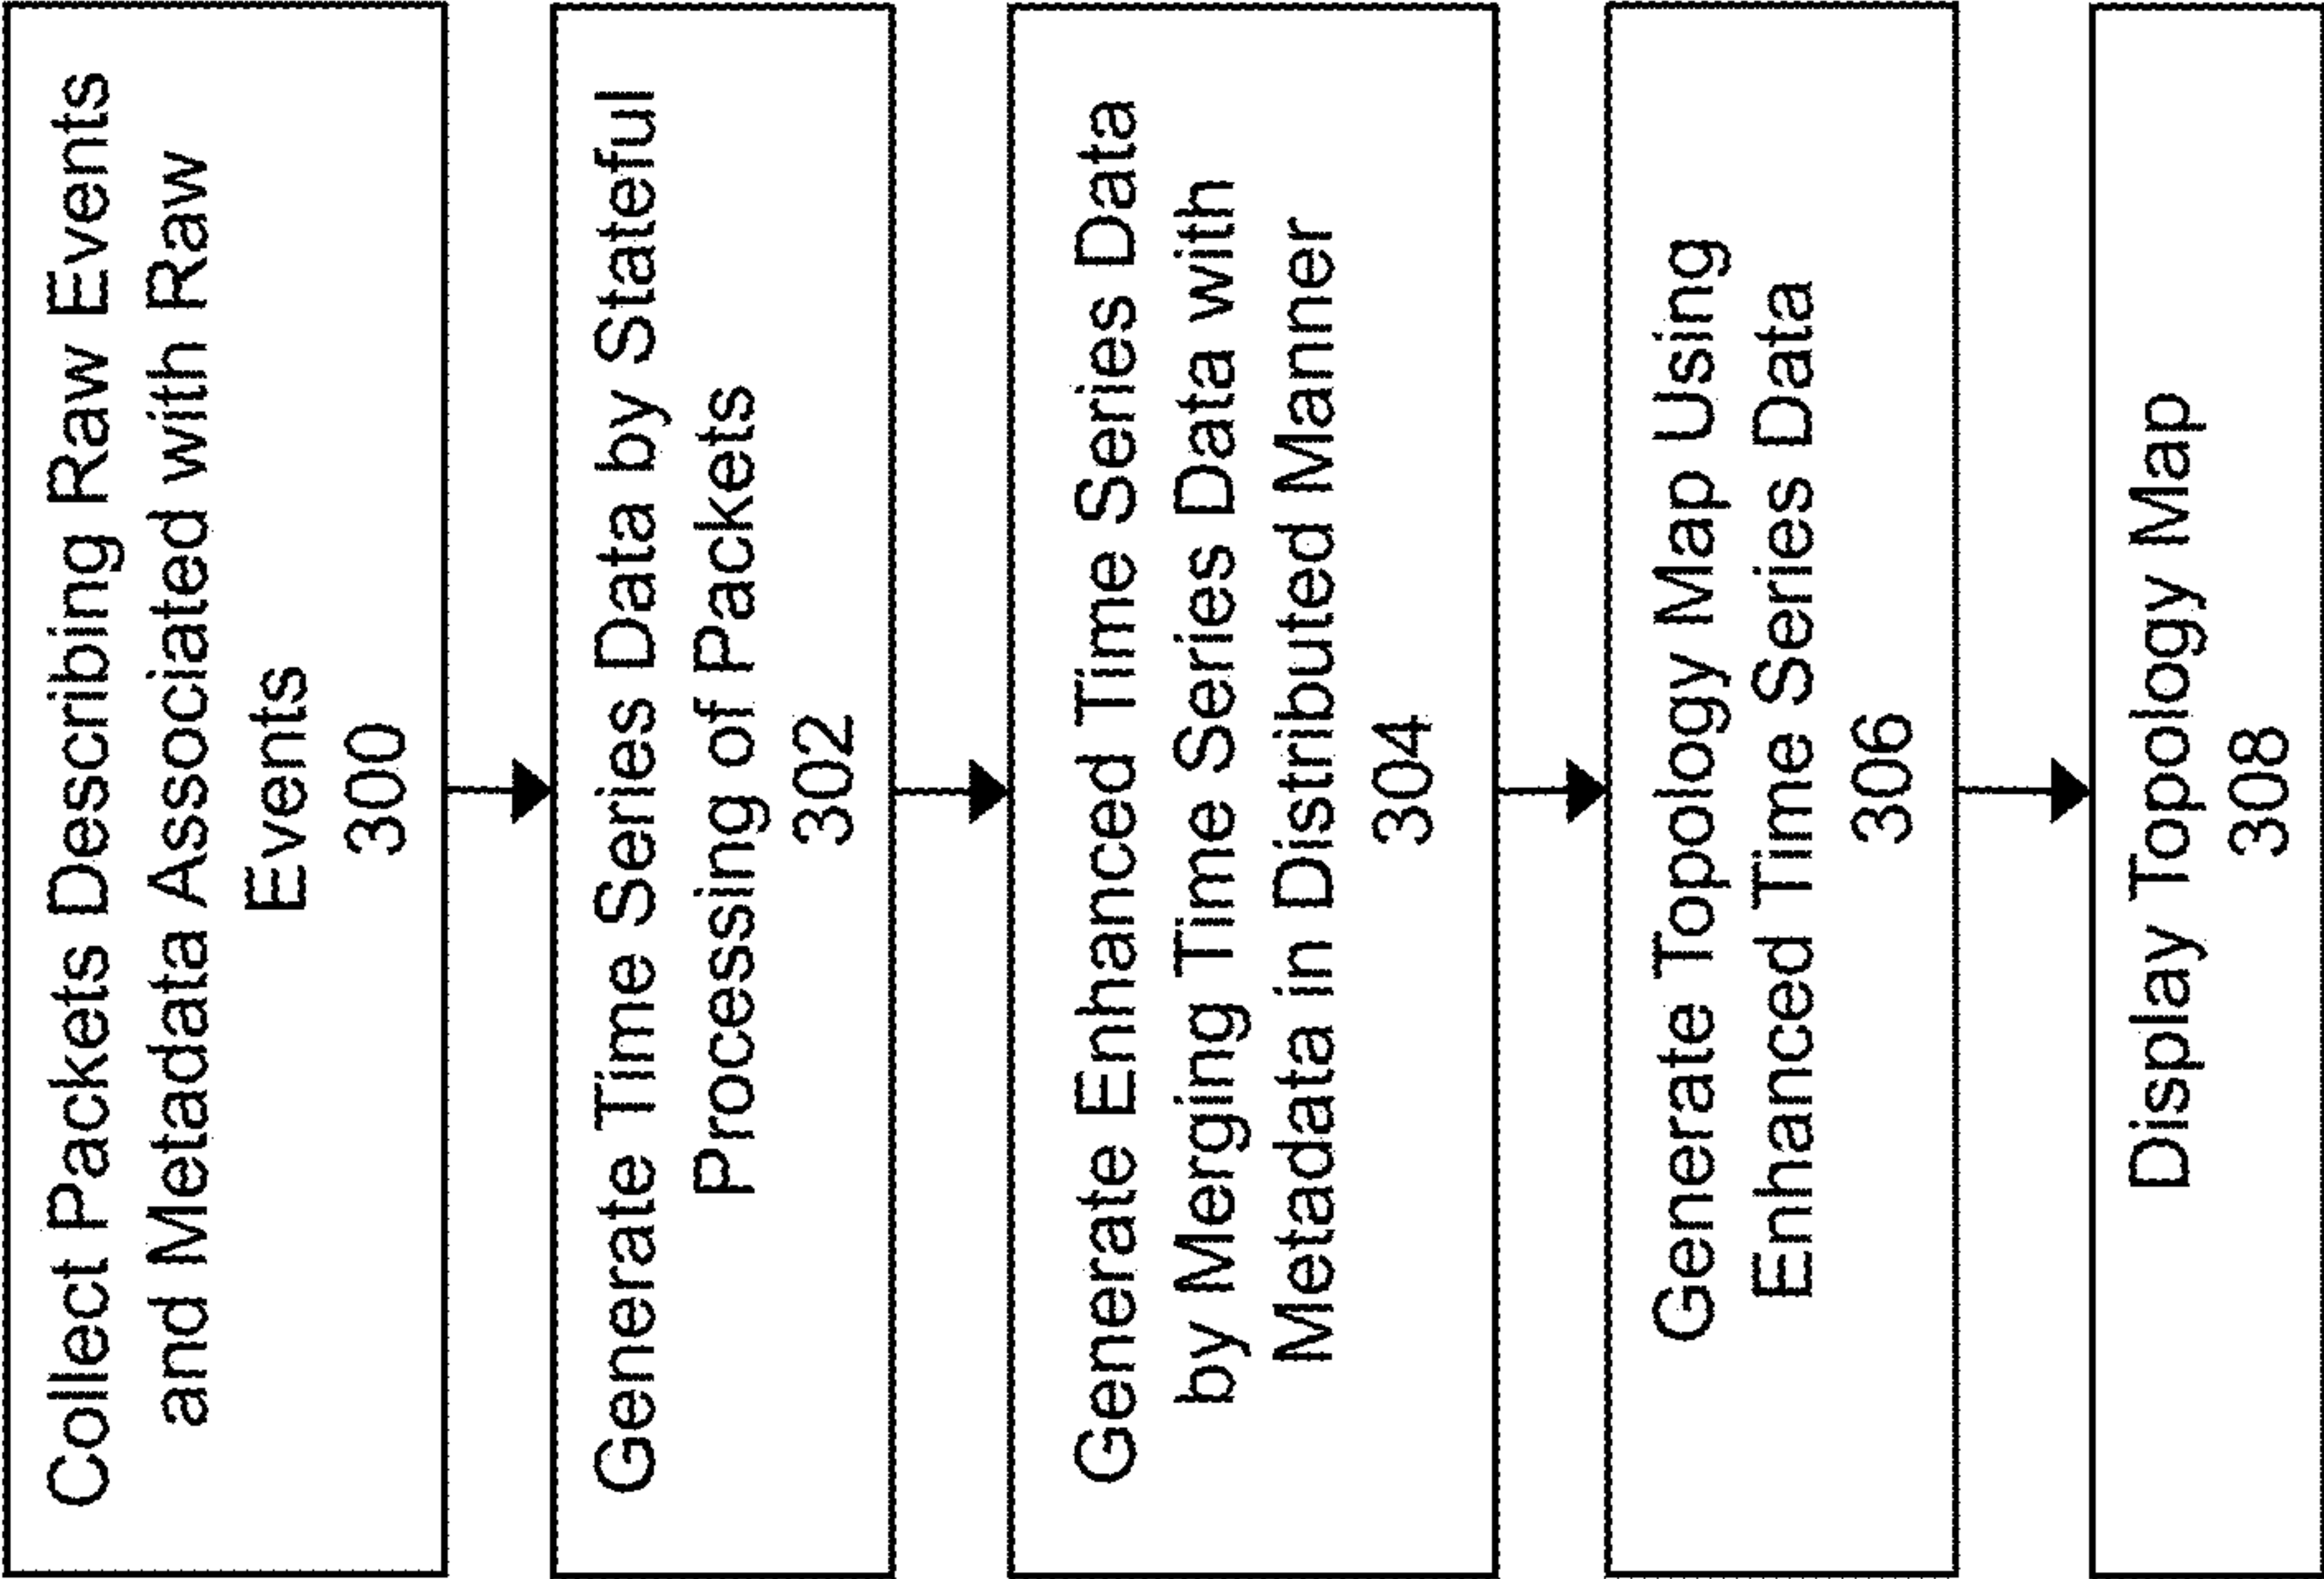 Collect Packets Describing Raw Events
and Metadata Associated with Raw
Events
300
Generate Time Series Data by Stateful
Processing of Packets
302
Generate Enhanced Time Series Data
by Merging Time Series Data with
Metadata in Distributed Manner
304
Generate Topology Map Using
Enhanced Time Series Data
306
Display Topology Map
308